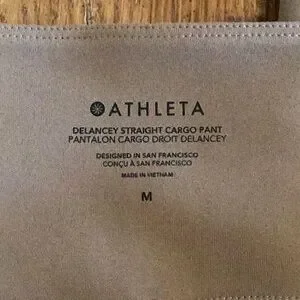 ATHLETA
DELANCEY STRAIGHT CARGO PANT
PANTALON CARGO DROIT DELANCEY
DESIGNED IN SAN FRANCISCO
CONÇU À SAN FRANCISCO
MADE IN VIETNAM
M